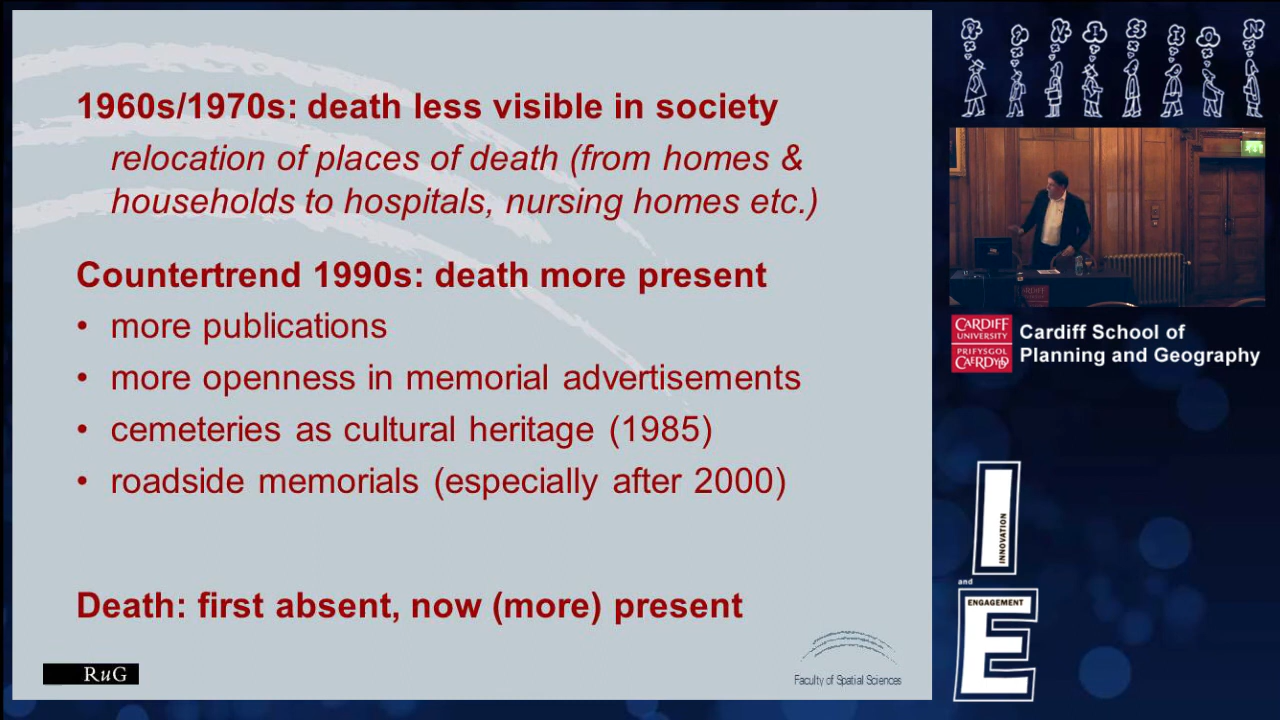 1960s/1970s: death less visible in society
relocation of places of death (from homes &
households to hospitals, nursing homes etc.)
Countertrend 1990s: death more present
• more publications
• more openness in memorial advertisements
• cemeteries as cultural heritage (1985)
• roadside memorials (especially after 2000)
Death: first absent, now (more) present
RuG
Faculty of Spatial Sciences
CARDIFF
UNIVERSITY
PRIFYSGOL
CAERDYDD
Cardiff School of
Planning and Geography
INNOVATION
and
ENGAGEMENT
I
E